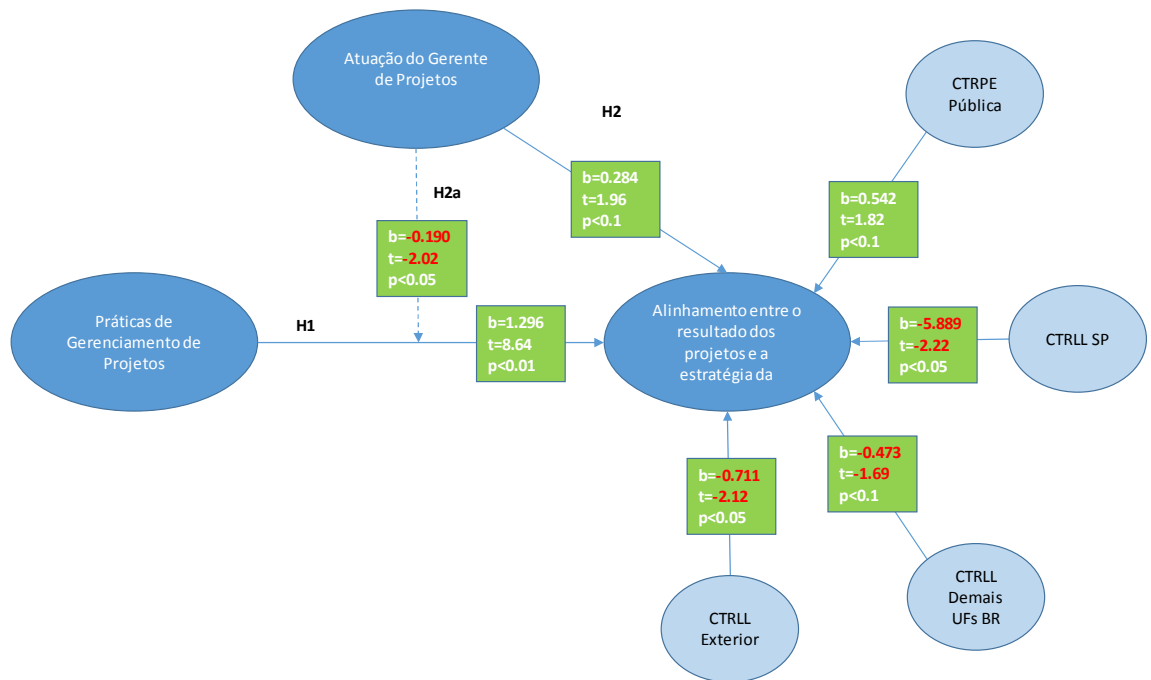 Atuação do Gerente
de Projetos
CTRPE
Pública
H2
b=0.284
t=1.96
p<0.1
b=0.542
t=1.82
p<0.1
H2a
b=-0.190
t=-2.02
p<0.05
Práticas de
Gerenciamento de
Projetos
H1
b=1.296
t=8.64
p<0.01
Alinhamento entre o
resultado dos
projetos e a
estratégia da
b=-5.889
t=-2.22
p<0.05
CTRLL SP
b=-0.711
t=-2.12
p<0.05
b=-0.473
t=-1.69
p<0.1
CTRLL
Exterior
CTRLL
Demais
UFs BR